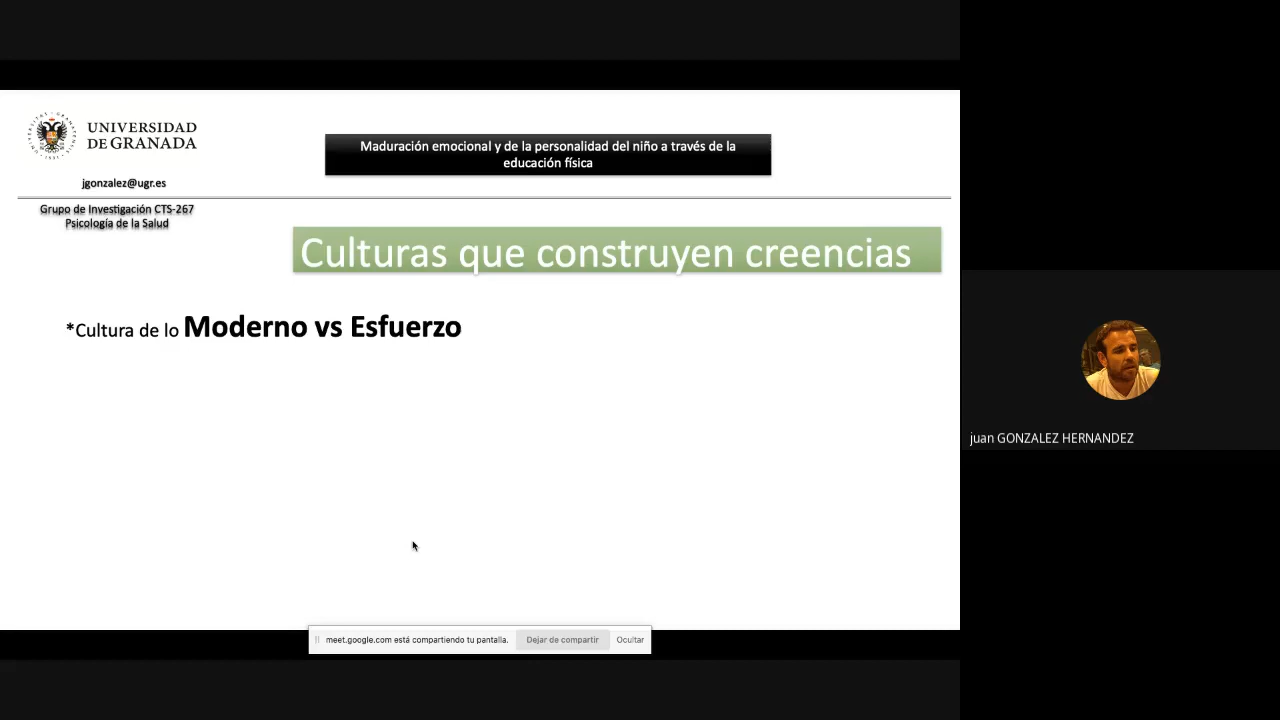 UNIVERSIDAD
DE GRANADA
jgonzalez@ugr.es
Grupo de Investigación CTS-267
Psicología de la Salud
Maduración emocional y de la personalidad del niño a través de la
educación física
Culturas que construyen creencias
*Cultura de lo Moderno vs Esfuerzo
juan GONZALEZ HERNANDEZ
meet.google.com está compartiendo tu pantalla.
Dejar de compartir
Ocultar